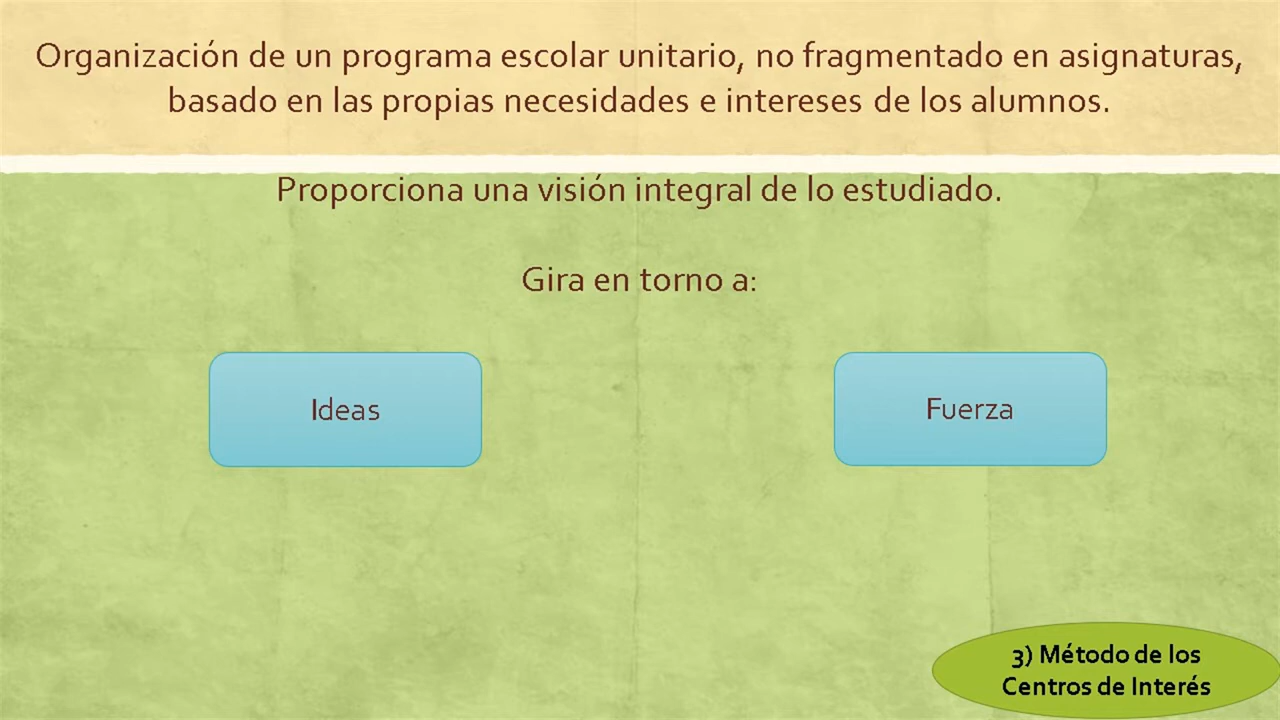 Organización de un programa escolar unitario, no fragmentado en asignaturas,
basado en las propias necesidades e intereses de los alumnos.
Proporciona una visión integral de lo estudiado.
Gira en torno a:
Ideas
Fuerza
3) Método de los
Centros de Interés